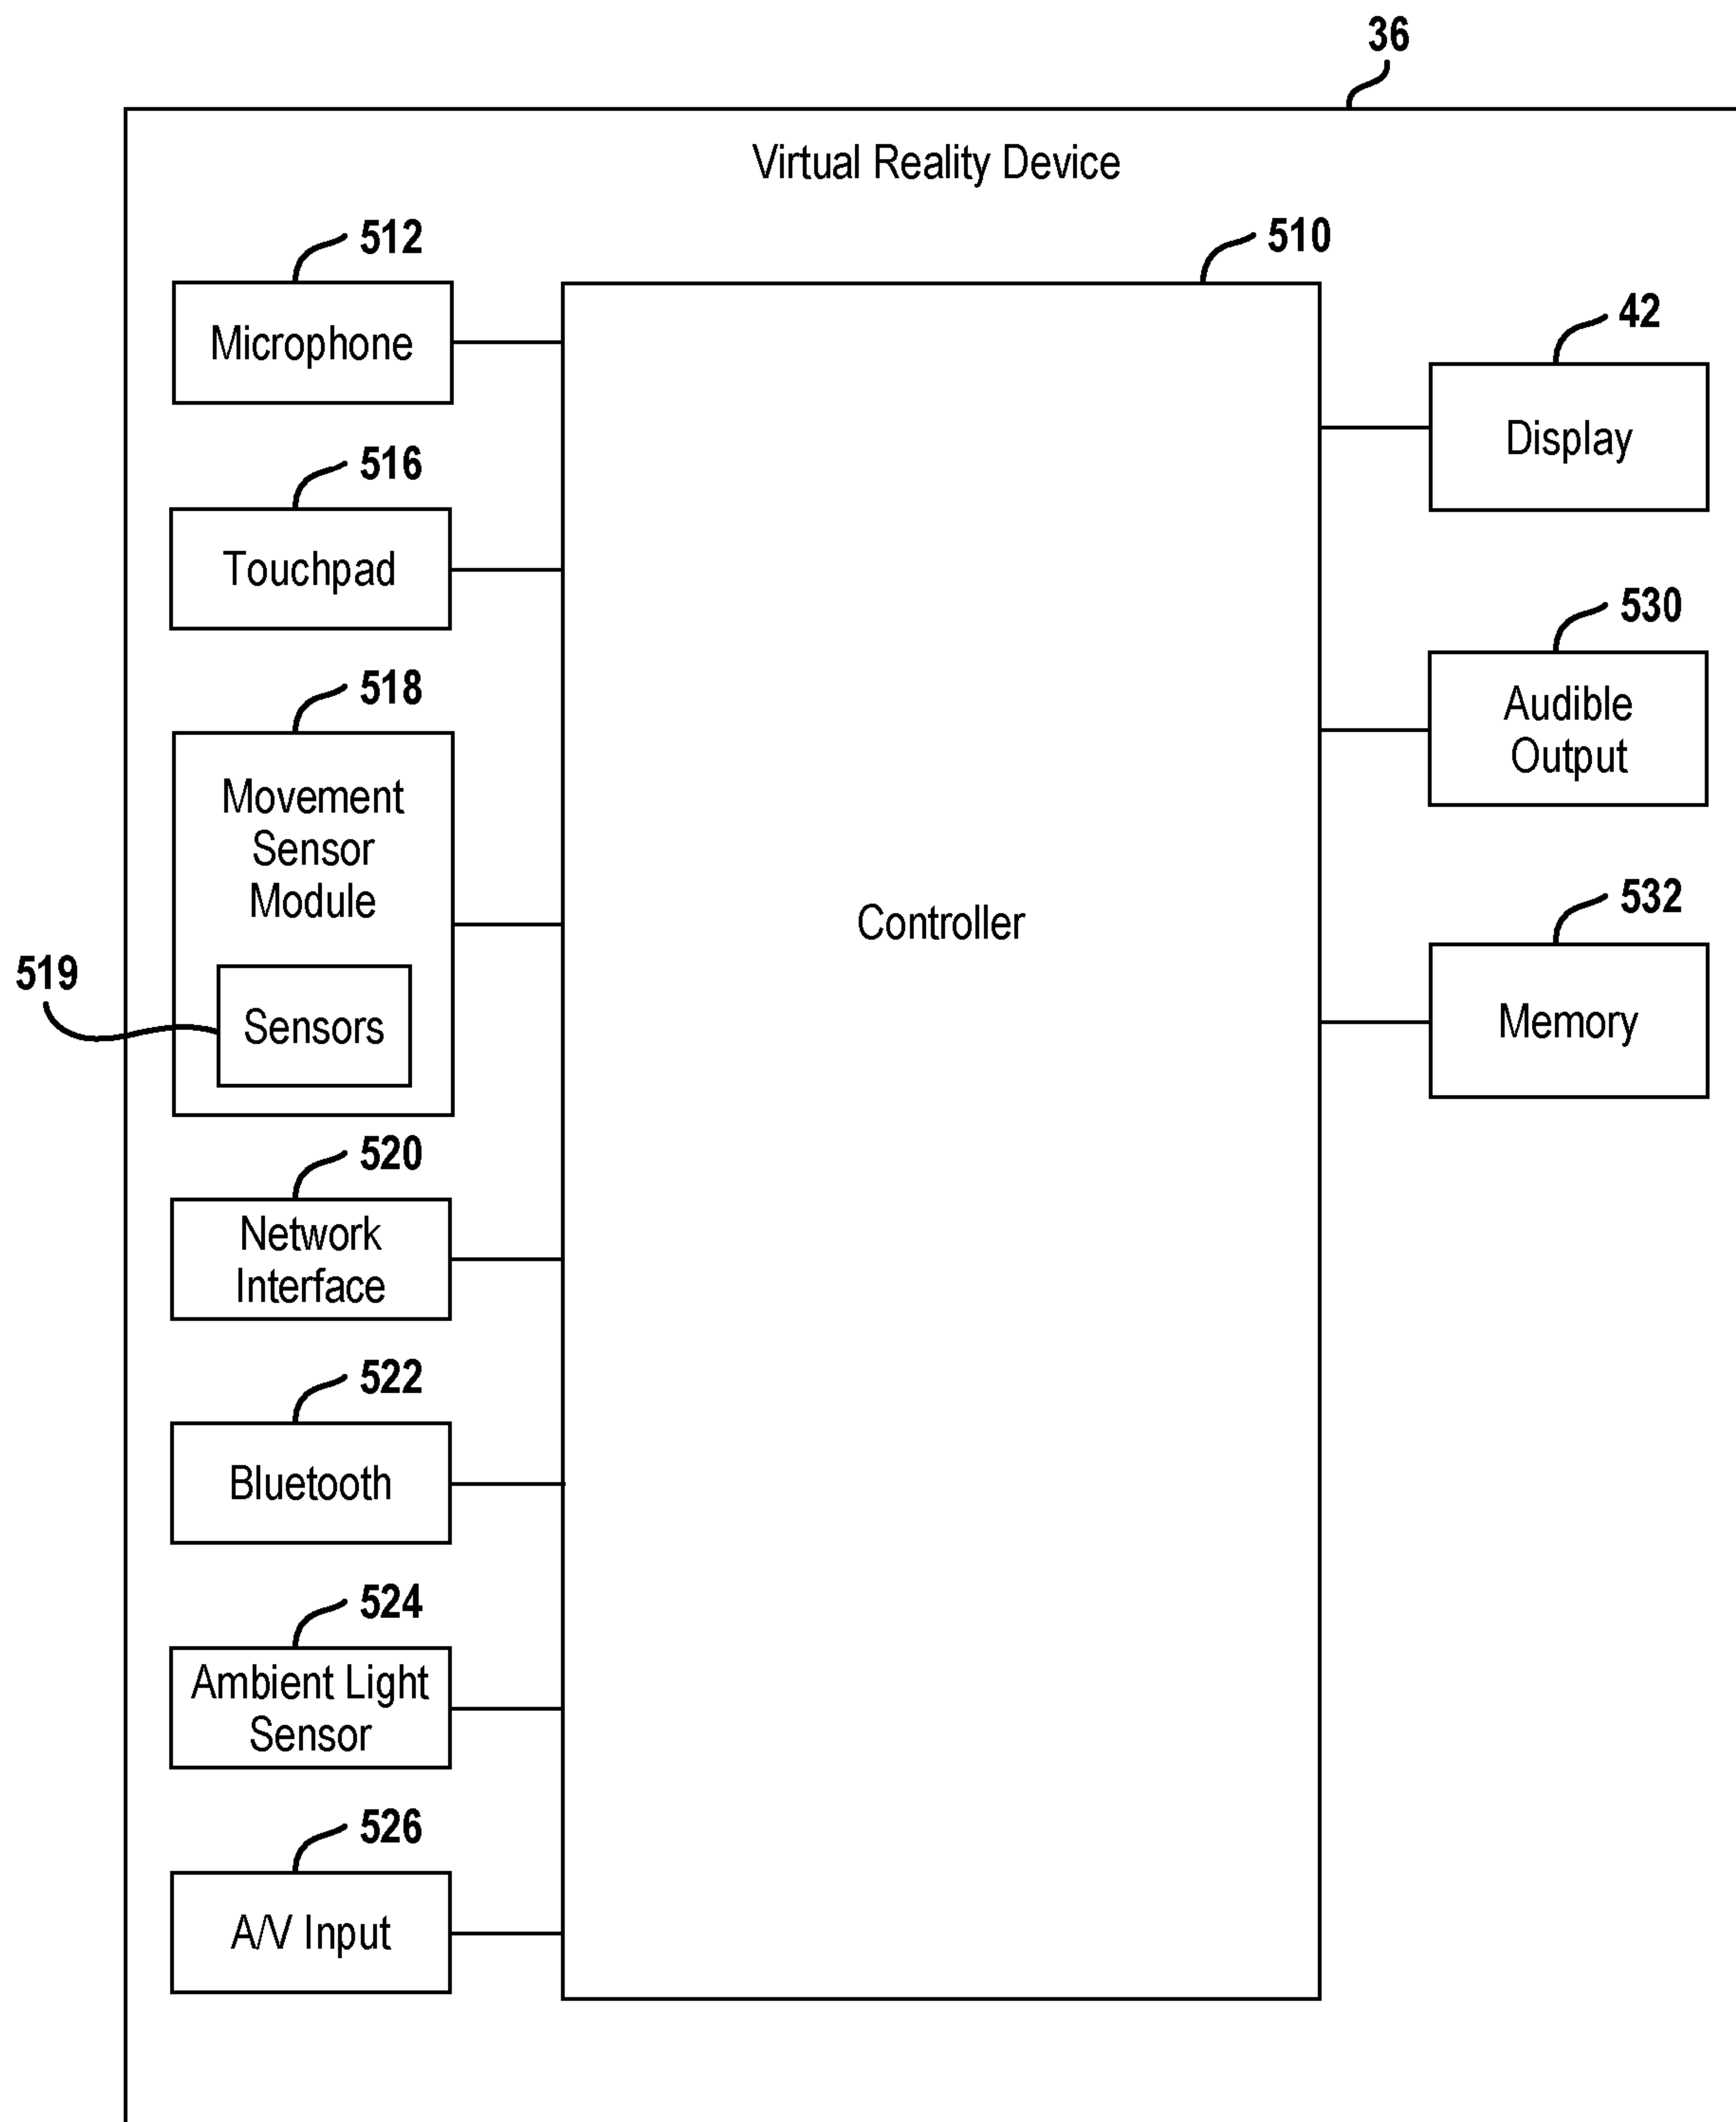 36
Virtual Reality Device
512
510
Microphone
42
Display
516
Touchpad
530
Audible
Output
518
Movement
Sensor
Module
Controller
532
Memory
519
Sensors
520
Network
Interface
522
Bluetooth
524
Ambient Light
Sensor
526
A/V Input